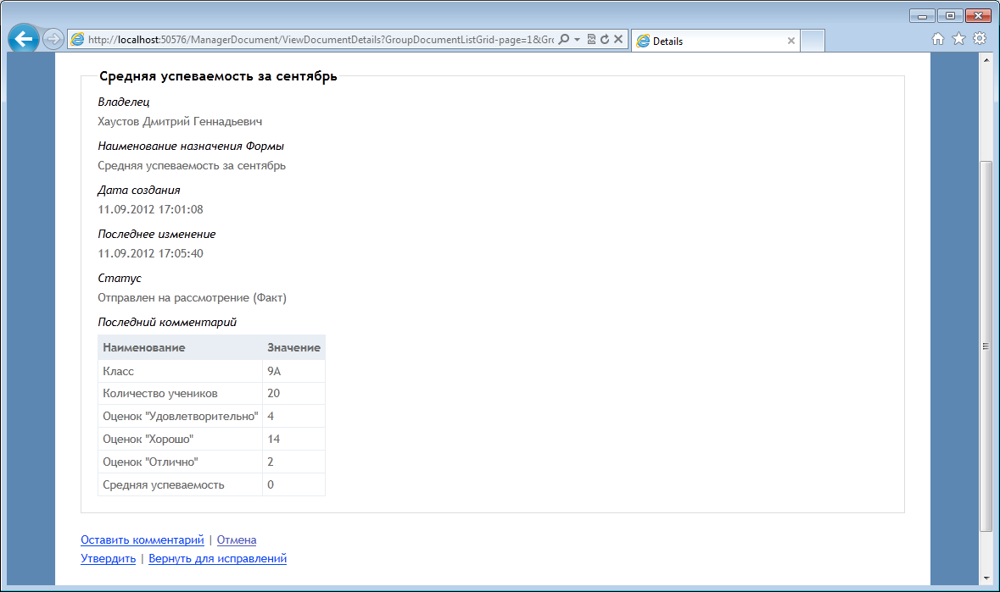 http://localhost:50576/ManagerDocument/ViewDocumentDetails?GroupDocumentListGrid-page=1&Gr
Details
Средняя успеваемость за сентябрь
Владелец
Хаустов Дмитрий Геннадьевич
Наименование назначения Формы
Средняя успеваемость за сентябрь
Дата создания
11.09.2012 17:01:08
Последнее изменение
11.09.2012 17:05:40
Статус
Отправлен на рассмотрение (Факт)
Последний комментарий
Наименование Значение
Класс 9А
Количество учеников 20
Оценок "Удовлетворительно" 4
Оценок "Хорошо" 14
Оценок "Отлично" 2
Средняя успеваемость 0
Оставить комментарий | Отмена
Утвердить | Вернуть для исправлений